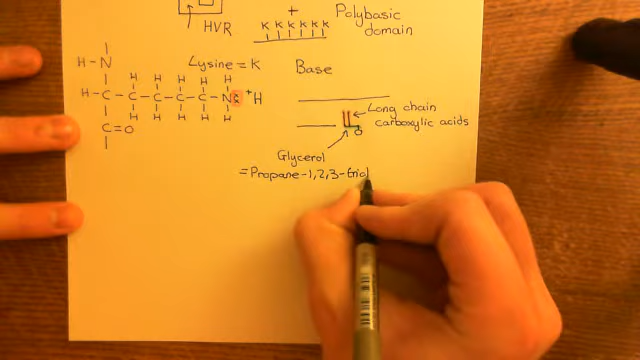 HVR
+
K K K K K K
Polybasic
domain
Lysine = K
Base
H-N
H H H H H
H-C-C-C-C-C-N: +H
H H H H H
C=O
Long chain
carboxylic acids
Glycerol
= Propane-1,2,3-triol